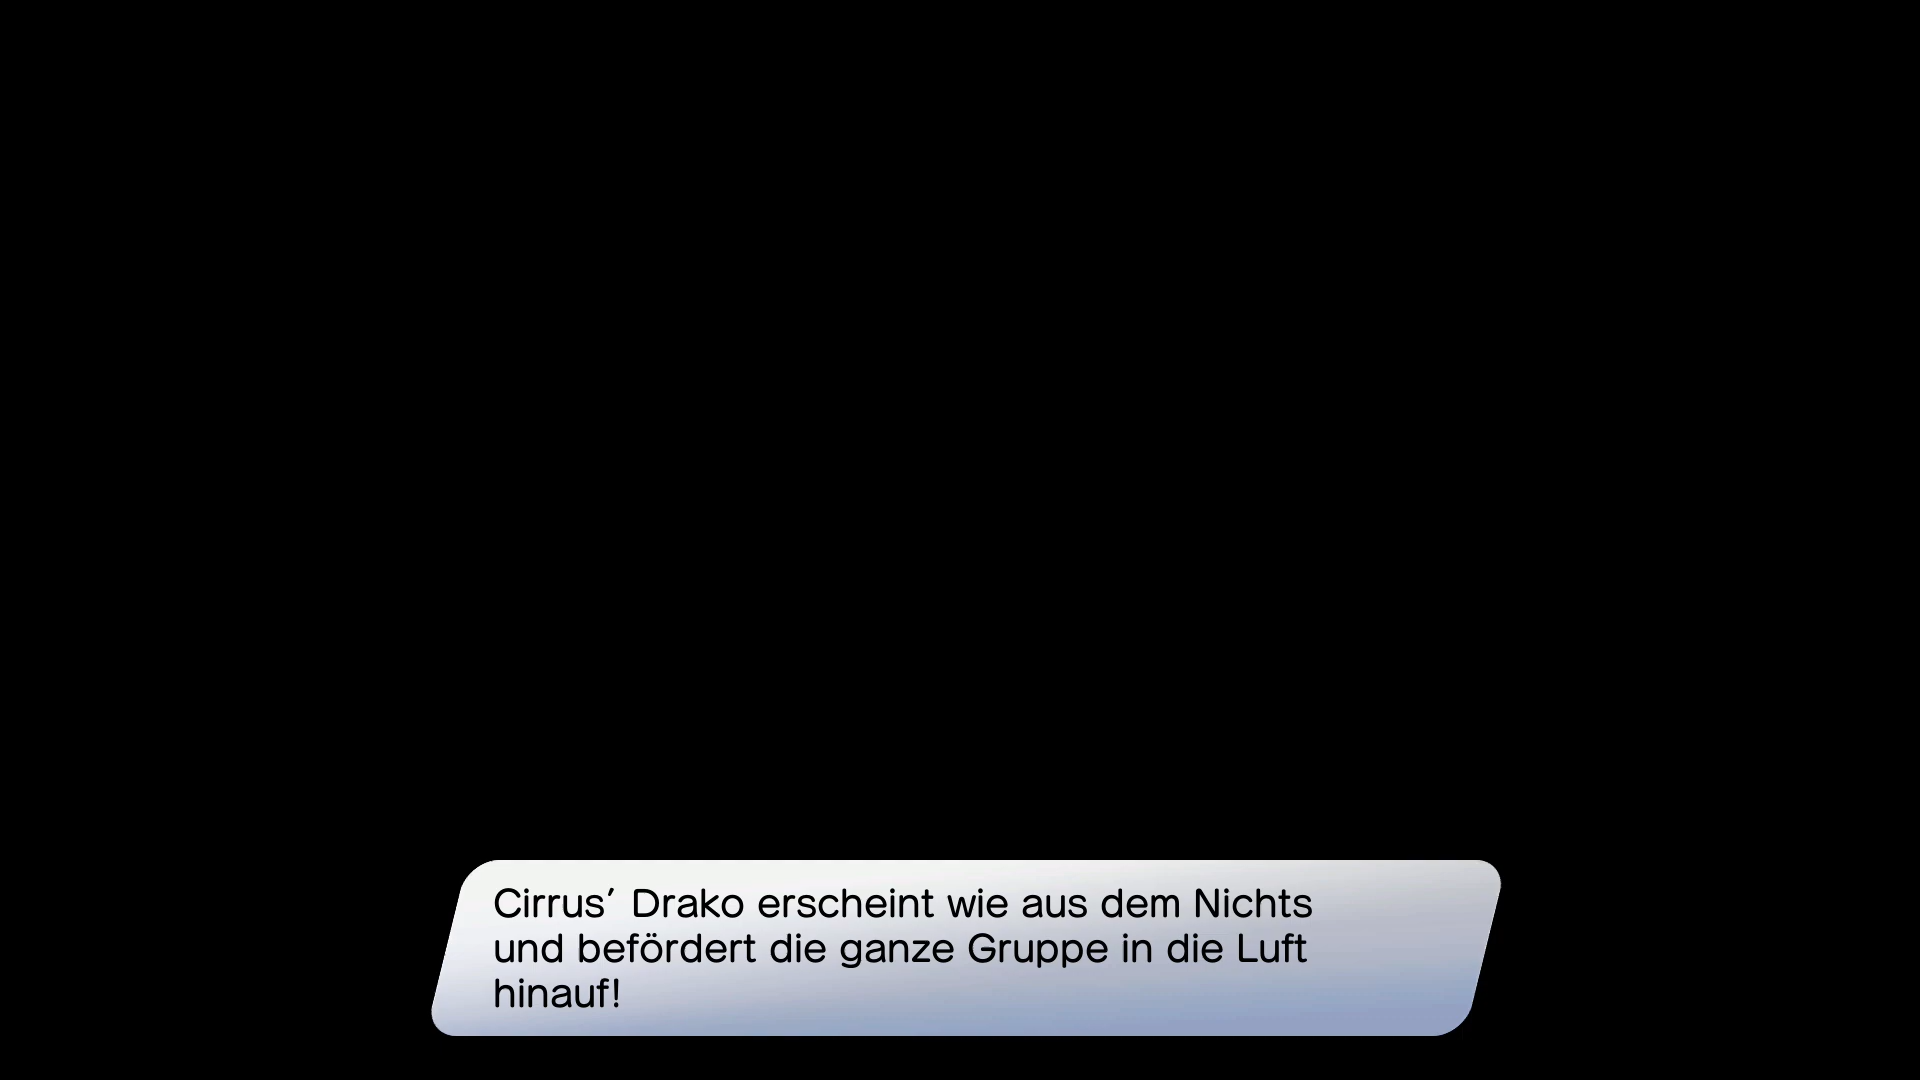 Cirrus’ Drako erscheint wie aus dem Nichts
und befördert die ganze Gruppe in die Luft
hinauf!